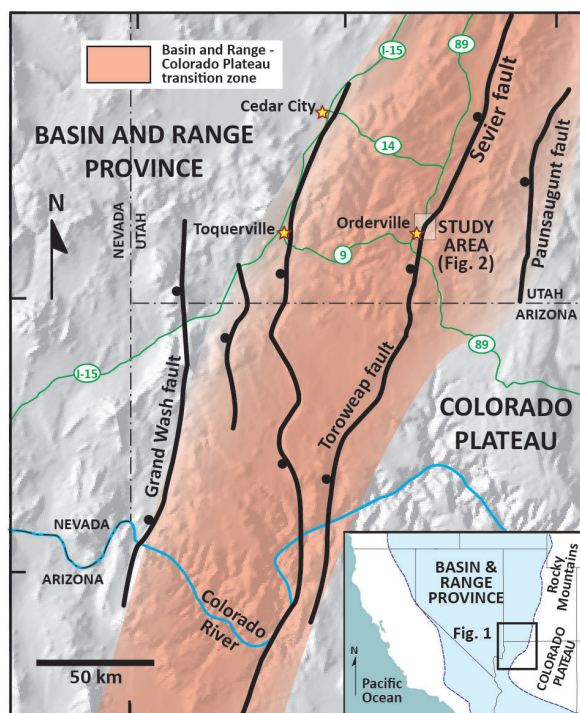 Basin and Range -
Colorado Plateau
transition zone
I-15
89
Cedar City
BASIN AND RANGE
PROVINCE
14
Sevier fault
Paunsaugunt fault
N
NEVADA
UTAH
Toquerville
Orderville
STUDY
AREA
(Fig. 2)
9
UTAH
ARIZONA
I-15
89
Grand Wash fault
Toroweap fault
COLORADO
PLATEAU
NEVADA
ARIZONA
Colorado
River
50 km
BASIN &
RANGE
PROVINCE
Rocky
Mountains
Fig. 1
COLORADO
PLATEAU
N
Pacific
Ocean